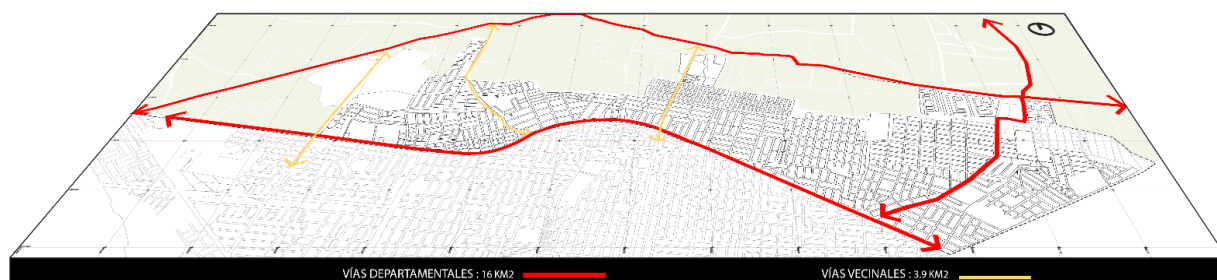 VÍAS DEPARTAMENTALES : 16 KM2
VÍAS VECINALES : 3.9 KM2